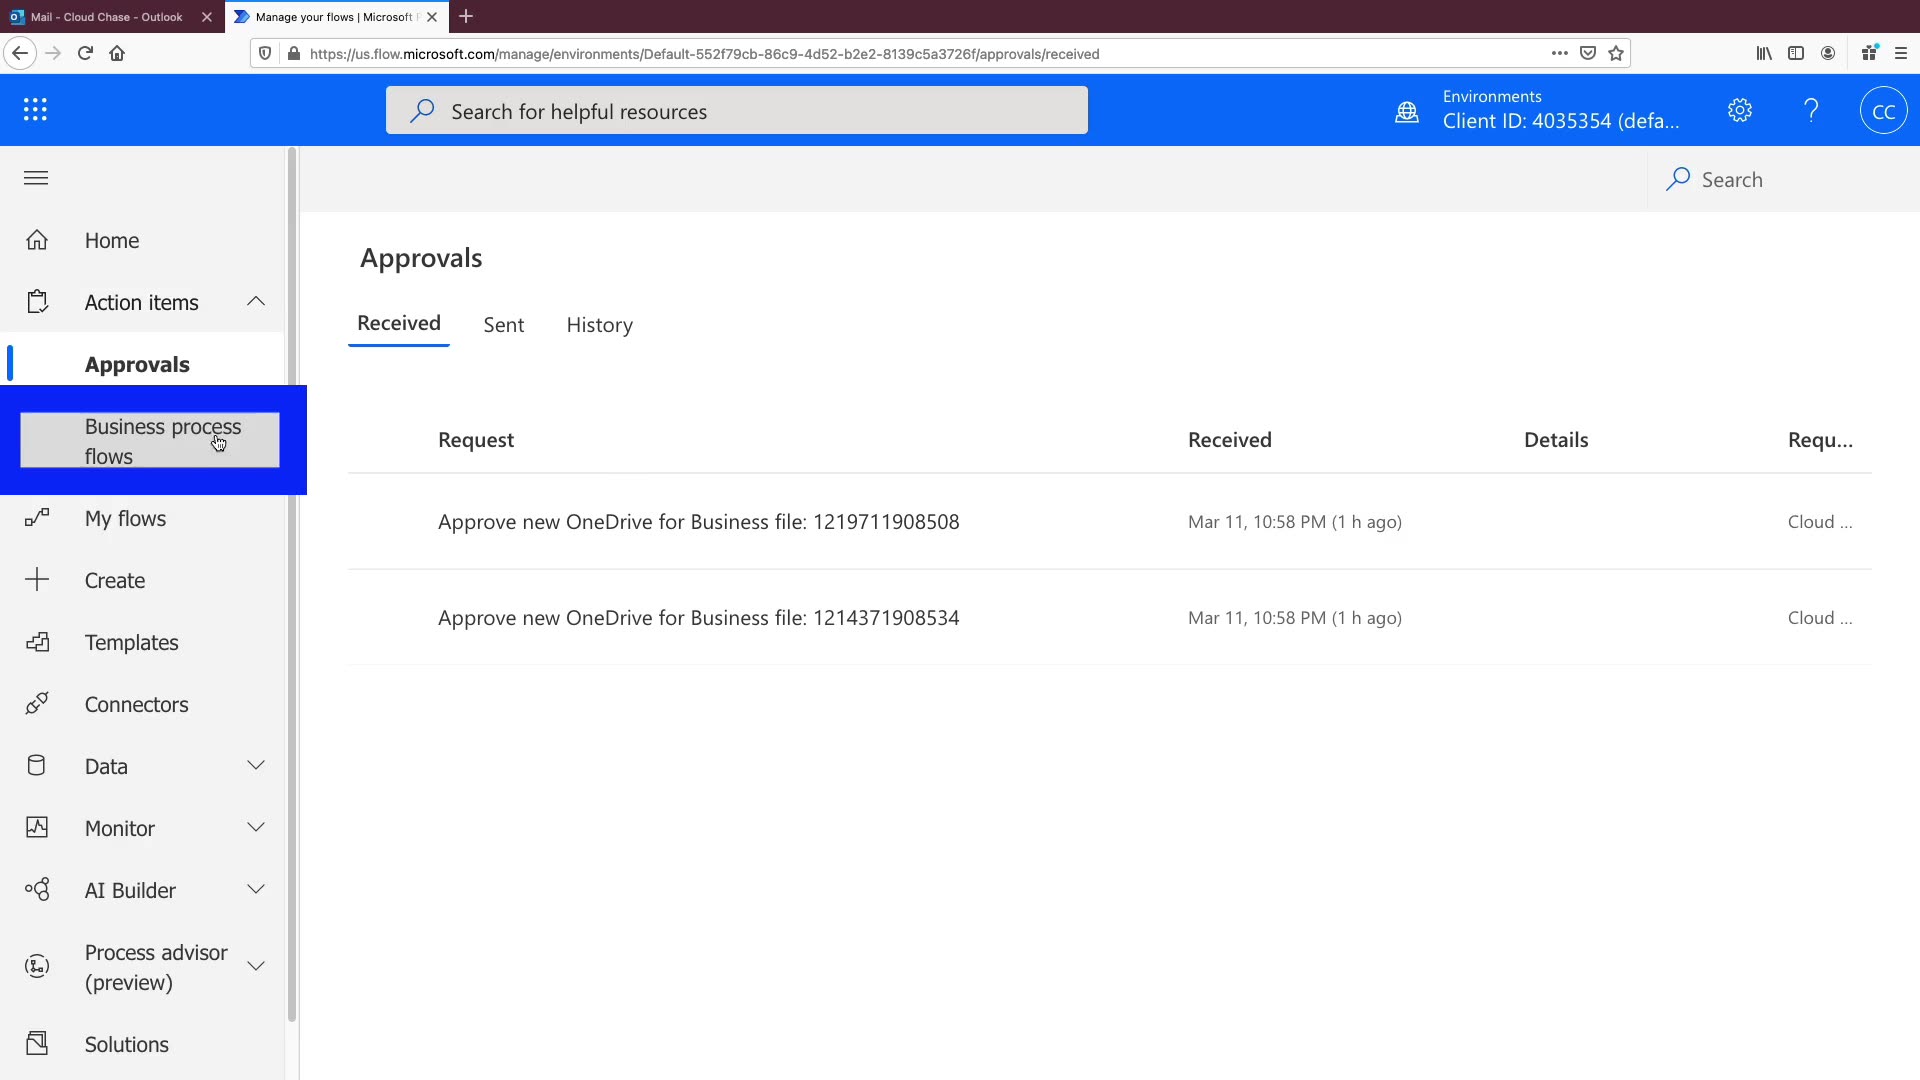 Mail - Cloud Chase - Outlook
Manage your flows | Microsoft
https://us.flow.microsoft.com/manage/environments/Default-552f79cb-86c9-4d52-b2e2-8139c5a3726f/approvals/received
Search for helpful resources
Environments
Client ID: 4035354 (defa...
?
CC
Search
Home
Action items
Approvals
Business process
flows
My flows
Create
Templates
Connectors
Data
Monitor
AI Builder
Process advisor
(preview)
Solutions
Approvals
Received Sent History
Request Received Details Requ...
Approve new OneDrive for Business file: 1219711908508 Mar 11, 10:58 PM (1 h ago) Cloud ...
Approve new OneDrive for Business file: 1214371908534 Mar 11, 10:58 PM (1 h ago) Cloud ...